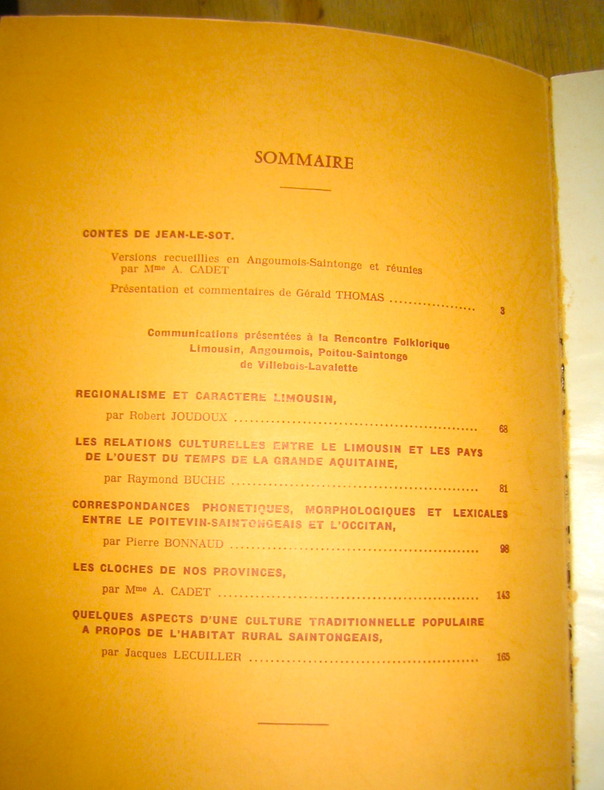 SOMMAIRE
CONTES DE JEAN-LE-SOT.
Versions recueillies en Angoumois-Saintonge et réunies
par Mme A. CADET
Présentation et commentaires de Gérald THOMAS .................... 3
Communications présentées à la Rencontre Folklorique
Limousin, Angoumois, Poitou-Saintonge
de Villebois-Lavalette
REGIONALISME ET CARACTERE LIMOUSIN,
par Robert JOUDOUX .................... 68
LES RELATIONS CULTURELLES ENTRE LE LIMOUSIN ET LES PAYS
DE L'OUEST DU TEMPS DE LA GRANDE AQUITAINE,
par Raymond BUCHE .................... 81
CORRESPONDANCES PHONETIQUES, MORPHOLOGIQUES ET LEXICALES
ENTRE LE POITEVIN-SAINTONGEAIS ET L'OCCITAN,
par Pierre BONNAUD .................... 98
LES CLOCHES DE NOS PROVINCES,
par Mme A. CADET .................... 143
QUELQUES ASPECTS D'UNE CULTURE TRADITIONNELLE POPULAIRE
A PROPOS DE L'HABITAT RURAL SAINTONGEAIS,
par Jacques LECUILLER .................... 165